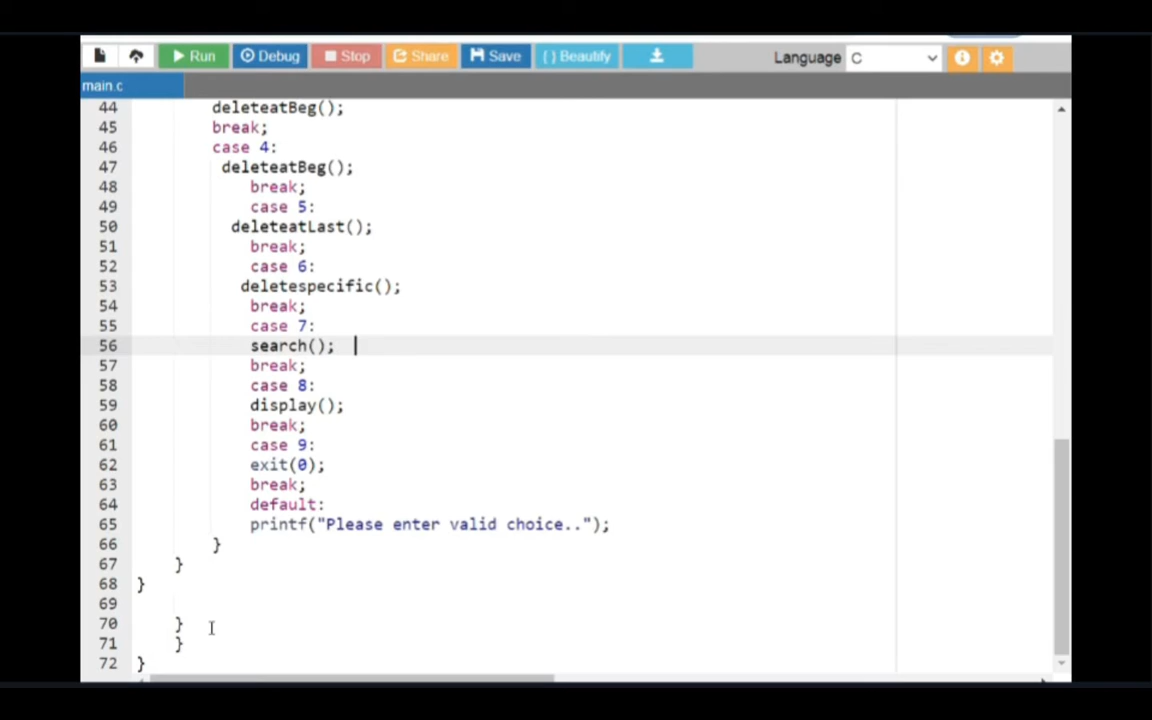 Run Debug Stop Share Save { } Beautify Language C
main.c
44 deleteatBeg();
45 break;
46 case 4:
47 deleteatBeg();
48 break;
49 case 5:
50 deleteatLast();
51 break;
52 case 6:
53 deletespecific();
54 break;
55 case 7:
56 search();
57 break;
58 case 8:
59 display();
60 break;
61 case 9:
62 exit(0);
63 break;
64 default:
65 printf("Please enter valid choice..");
66 }
67 }
68 }
69
70 }
71 }
72 }